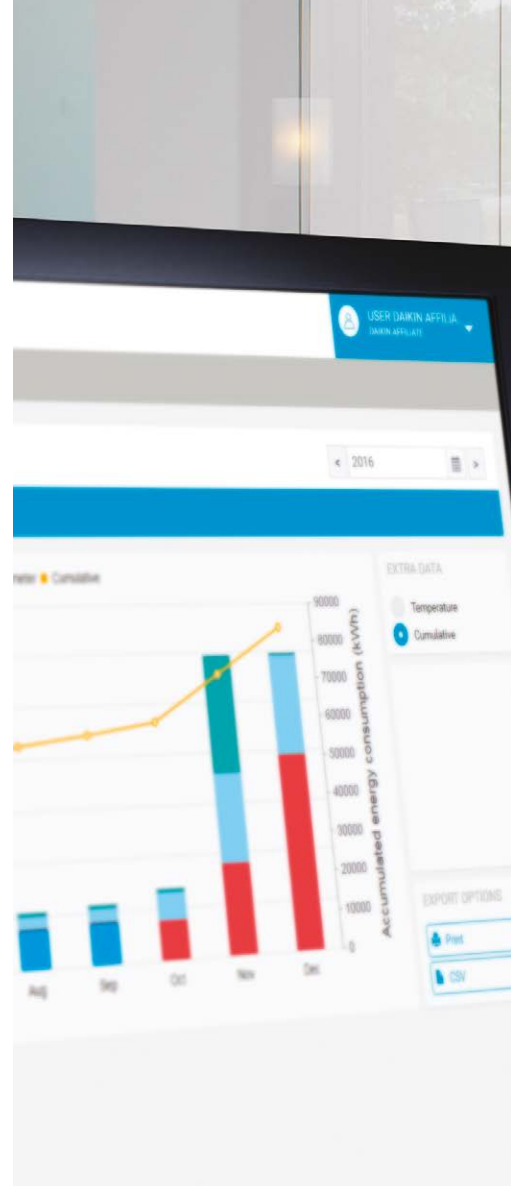 USER DAIKIN AFFILIA.
DAIKIN AFFILIATE
< 2016 >
meter Cumulative
EXTRA DATA
Temperature
Cumulative
90000
80000
70000
60000
50000
40000
30000
20000
10000
0
Accumulated energy consumption (kWh)
Aug Sep Oct Nov Dec
EXPORT OPTIONS
Print
CSV